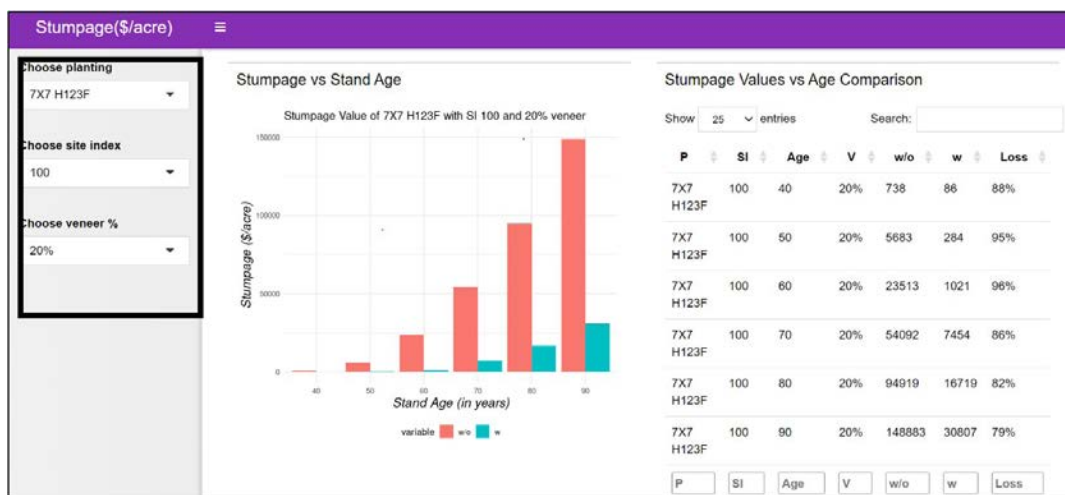 Stumpage($/acre)
Choose planting
7X7 H123F
Choose site index
100
Choose veneer %
20%
Stumpage vs Stand Age
Stumpage Value of 7X7 H123F with SI 100 and 20% veneer
150000
100000
50000
0
Stumpage ($/acre)
40 50 60 70 80 90
Stand Age (in years)
variable w/o w
Stumpage Values vs Age Comparison
Show 25 entries Search:
P SI Age V w/o w Loss
7X7 100 40 20% 738 86 88%
H123F
7X7 100 50 20% 5683 284 95%
H123F
7X7 100 60 20% 23513 1021 96%
H123F
7X7 100 70 20% 54092 7454 86%
H123F
7X7 100 80 20% 94919 16719 82%
H123F
7X7 100 90 20% 148883 30807 79%
H123F
P SI Age V w/o w Loss